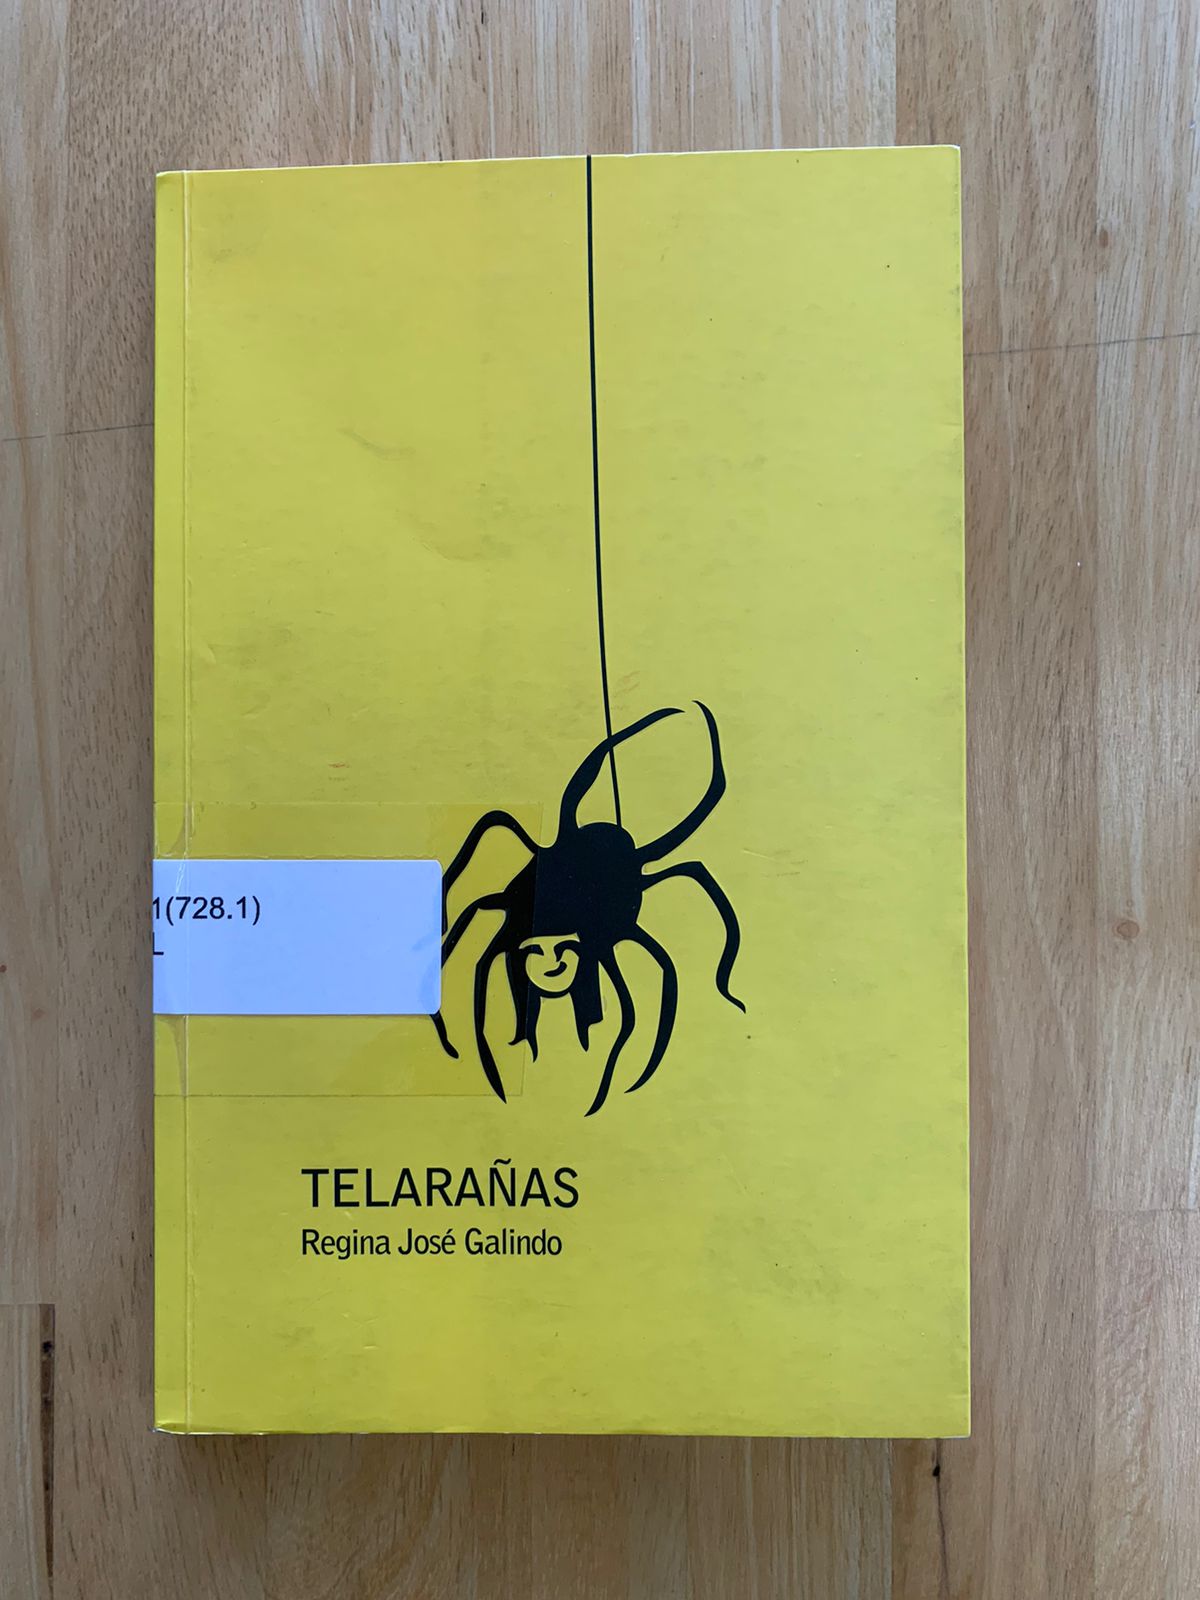 1(728.1)
L
TELARAÑAS
Regina José Galindo